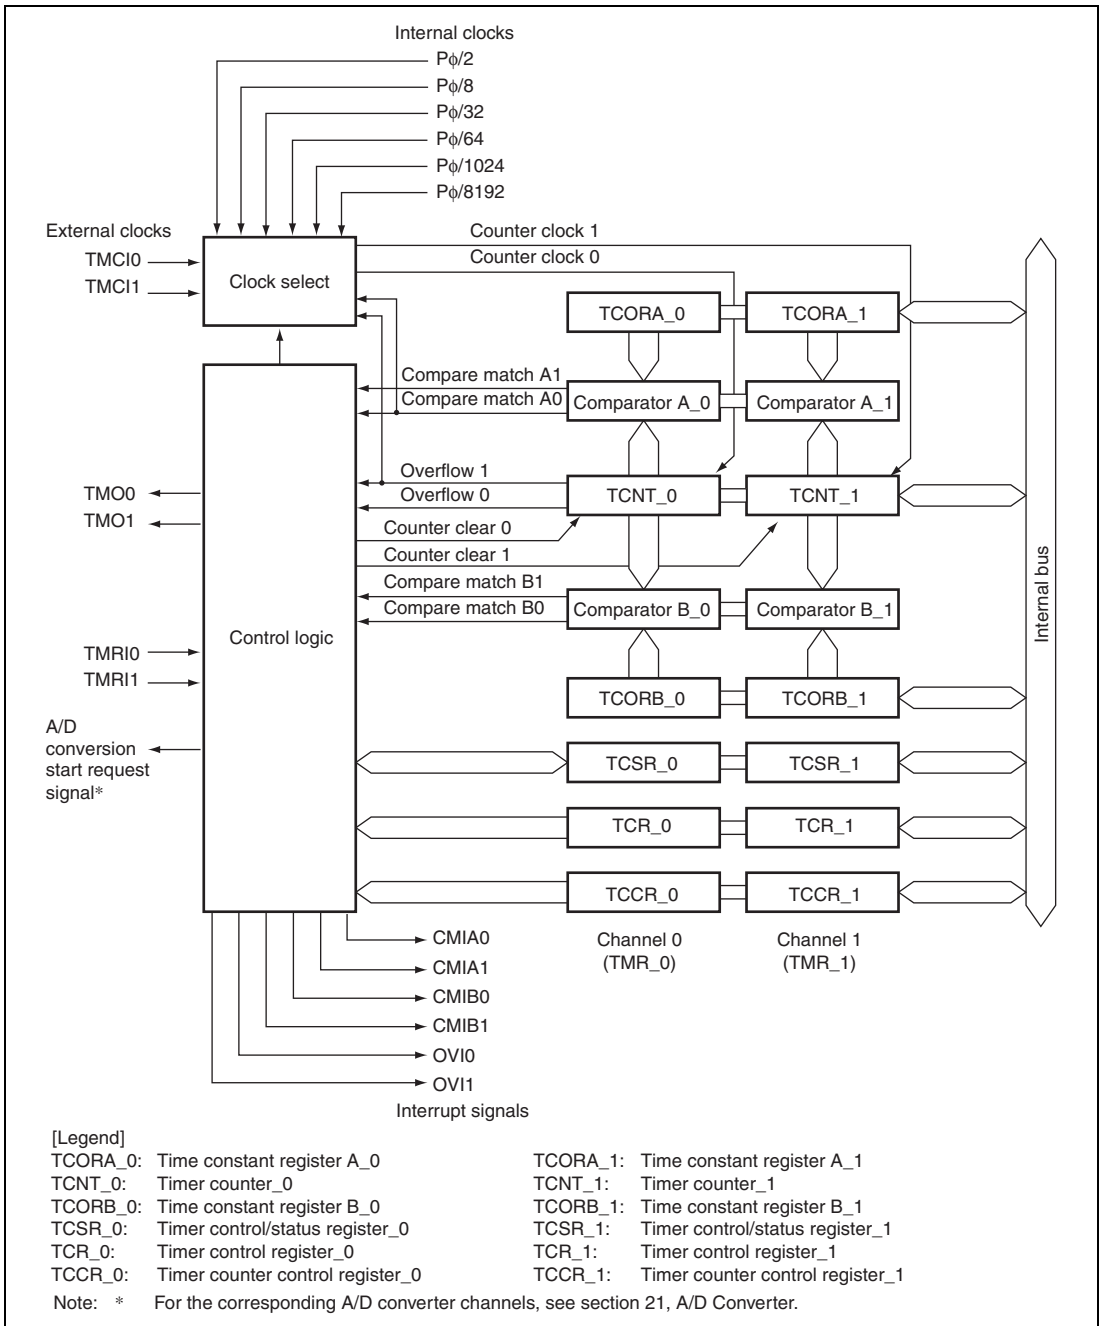 Internal clocks
Pϕ/2
Pϕ/8
Pϕ/32
Pϕ/64
Pϕ/1024
Pϕ/8192
External clocks
TMCI0
TMCI1
Clock select
Counter clock 1
Counter clock 0
TCORA_0
TCORA_1
Compare match A1
Compare match A0
Comparator A_0
Comparator A_1
TMO0
TMO1
Overflow 1
Overflow 0
TCNT_0
TCNT_1
Counter clear 0
Counter clear 1
Compare match B1
Compare match B0
Comparator B_0
Comparator B_1
Internal bus
Control logic
TMRI0
TMRI1
TCORB_0
TCORB_1
A/D
conversion
start request
signal*
TCSR_0
TCSR_1
TCR_0
TCR_1
TCCR_0
TCCR_1
Channel 0
(TMR_0)
Channel 1
(TMR_1)
CMIA0
CMIA1
CMIB0
CMIB1
OVI0
OVI1
Interrupt signals
[Legend]
TCORA_0: Time constant register A_0
TCNT_0: Timer counter_0
TCORB_0: Time constant register B_0
TCSR_0: Timer control/status register_0
TCR_0: Timer control register_0
TCCR_0: Timer counter control register_0
TCORA_1: Time constant register A_1
TCNT_1: Timer counter_1
TCORB_1: Time constant register B_1
TCSR_1: Timer control/status register_1
TCR_1: Timer control register_1
TCCR_1: Timer counter control register_1
Note: * For the corresponding A/D converter channels, see section 21, A/D Converter.